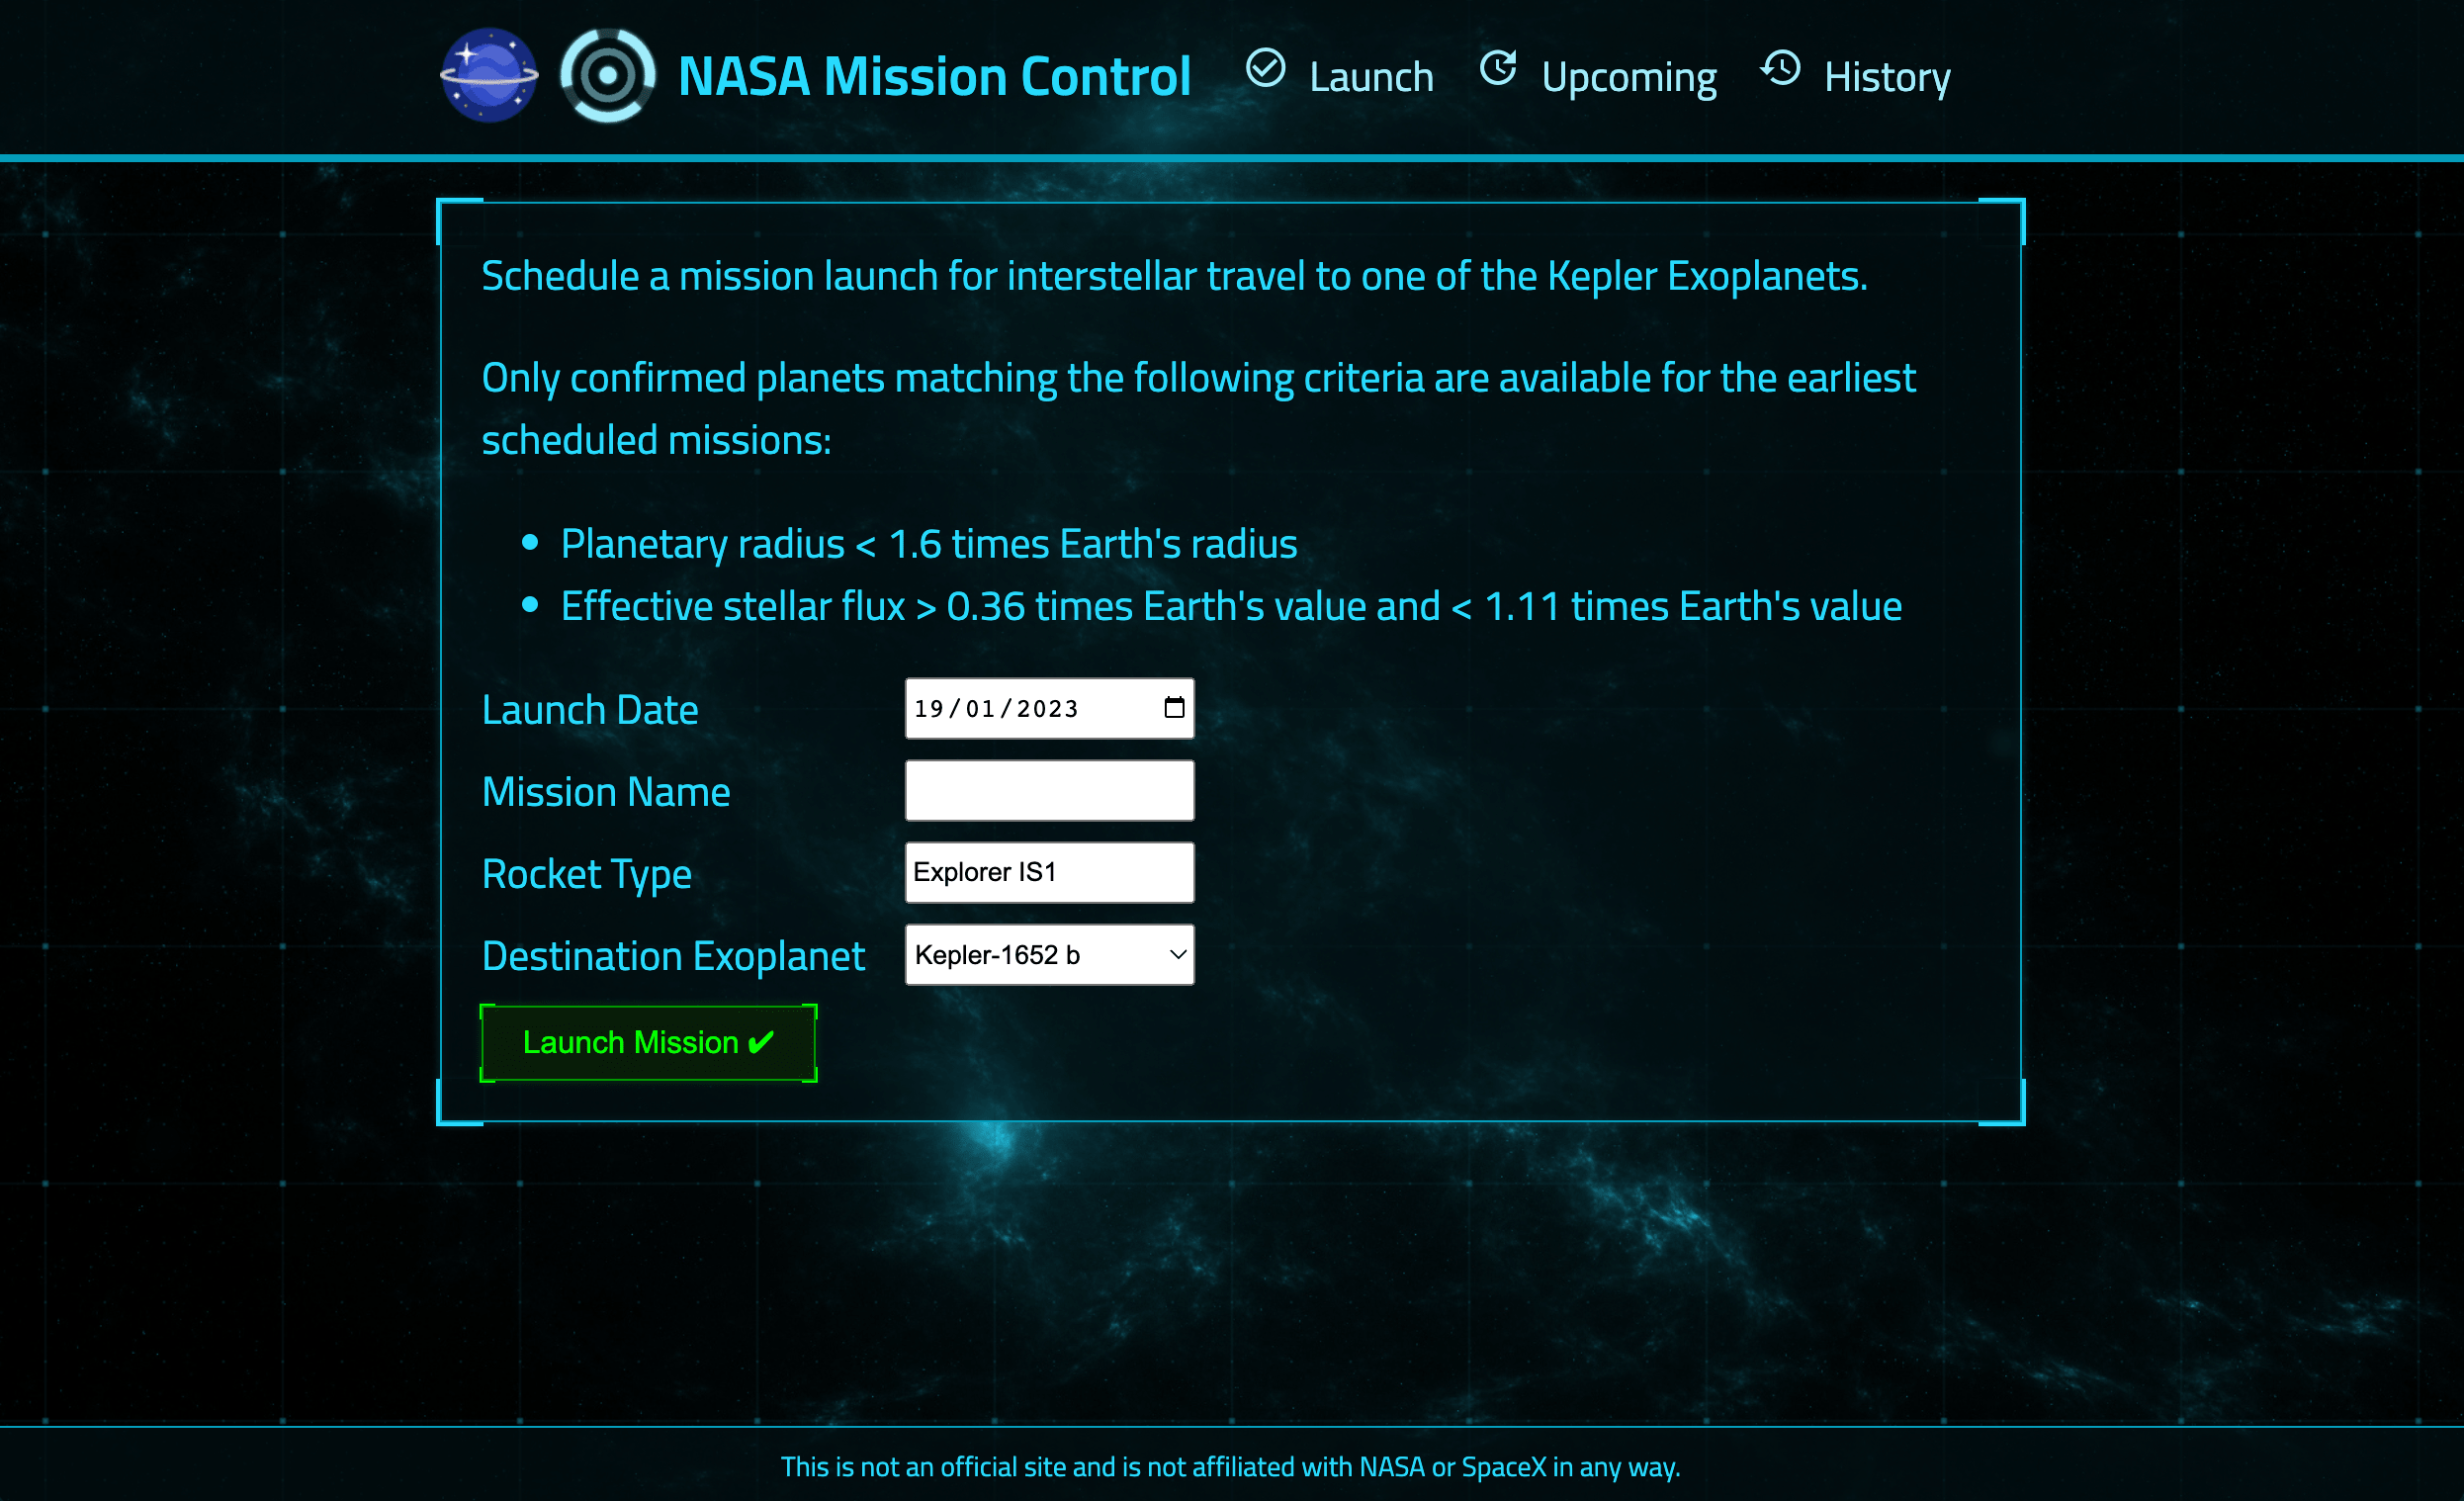 NASA Mission Control
Launch
Upcoming
History
Schedule a mission launch for interstellar travel to one of the Kepler Exoplanets.
Only confirmed planets matching the following criteria are available for the earliest
scheduled missions:
• Planetary radius < 1.6 times Earth's radius
• Effective stellar flux > 0.36 times Earth's value and < 1.11 times Earth's value
Launch Date 19/01/2023
Mission Name
Rocket Type Explorer IS1
Destination Exoplanet Kepler-1652 b
Launch Mission ✔
This is not an official site and is not affiliated with NASA or SpaceX in any way.